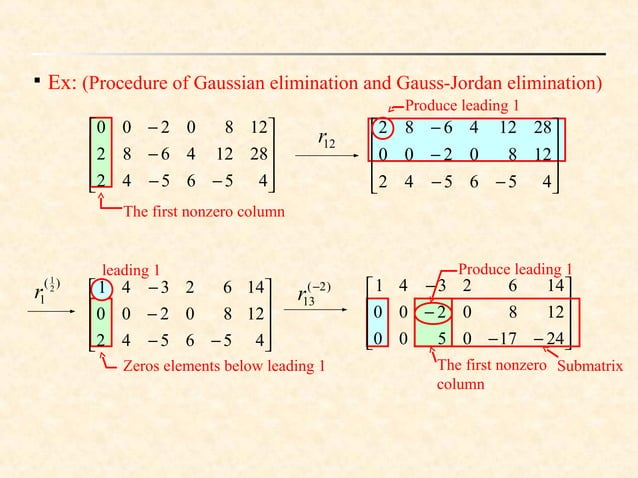 ▪ Ex: (Procedure of Gaussian elimination and Gauss-Jordan elimination)
Produce leading 1
0 0 −2 0 8 12
2 8 −6 4 12 28
2 4 −5 6 −5 4
r12
2 8 −6 4 12 28
0 0 −2 0 8 12
2 4 −5 6 −5 4
The first nonzero column
leading 1
r1^(1/2)
1 4 −3 2 6 14
0 0 −2 0 8 12
2 4 −5 6 −5 4
Zeros elements below leading 1
r13^(−2)
Produce leading 1
1 4 −3 2 6 14
0 0 −2 0 8 12
0 0 5 0 −17 −24
The first nonzero
column
Submatrix